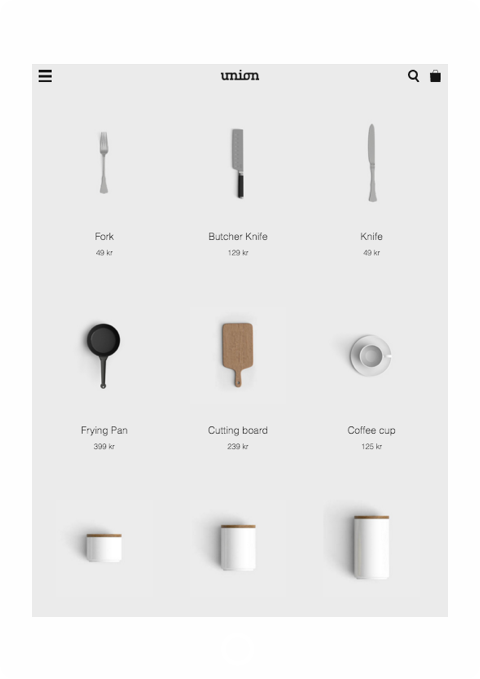 union
Fork
Butcher Knife
Knife
49 kr
129 kr
49 kr
Frying Pan
Cutting board
Coffee cup
399 kr
239 kr
125 kr